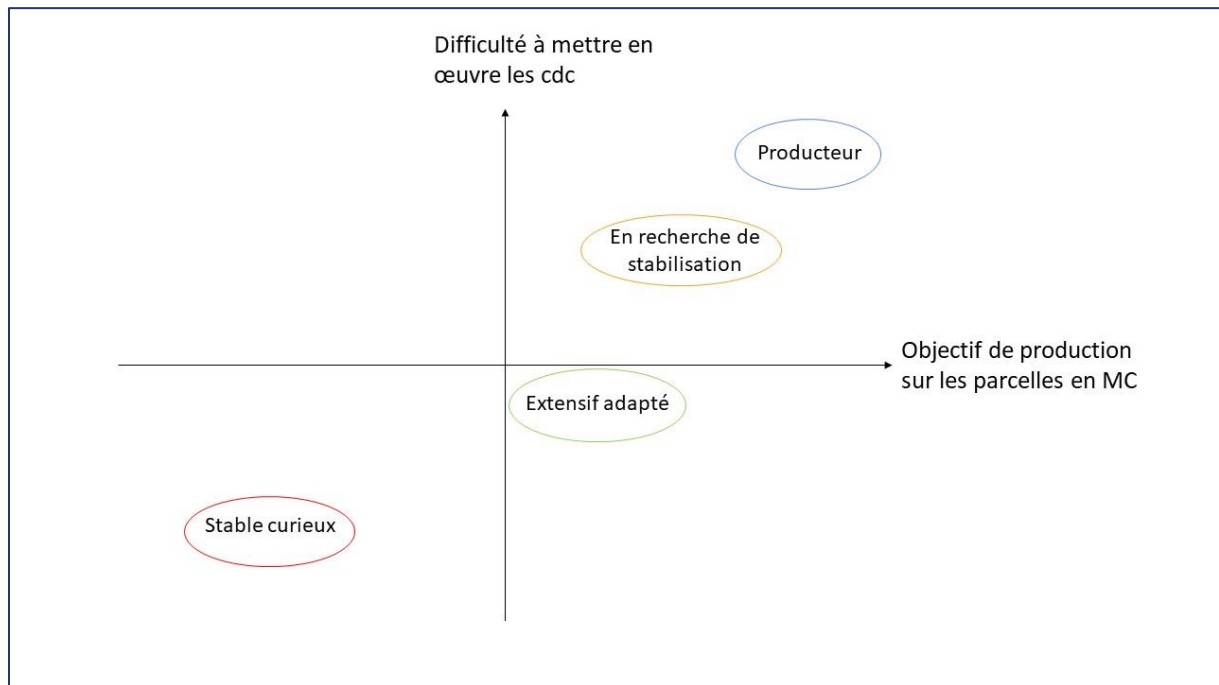 Difficulté à mettre en
œuvre les cdc
Producteur
En recherche de
stabilisation
Objectif de production
sur les parcelles en MC
Extensif adapté
Stable curieux